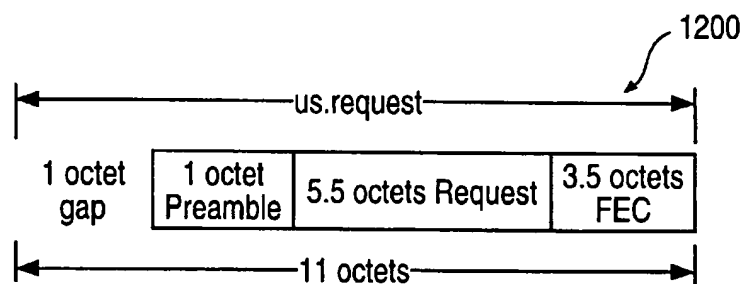 1200
us.request
1 octet
gap
1 octet
Preamble
5.5 octets Request
3.5 octets
FEC
11 octets